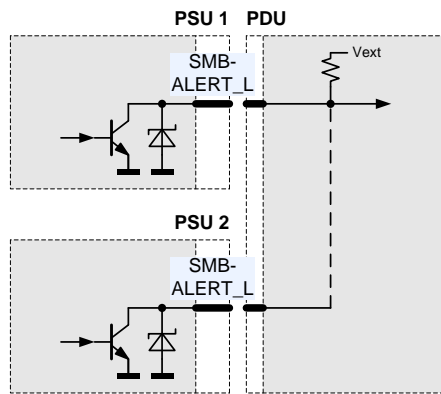 PSU 1 PDU
SMB-
ALERT_L
Vext
PSU 2
SMB-
ALERT_L